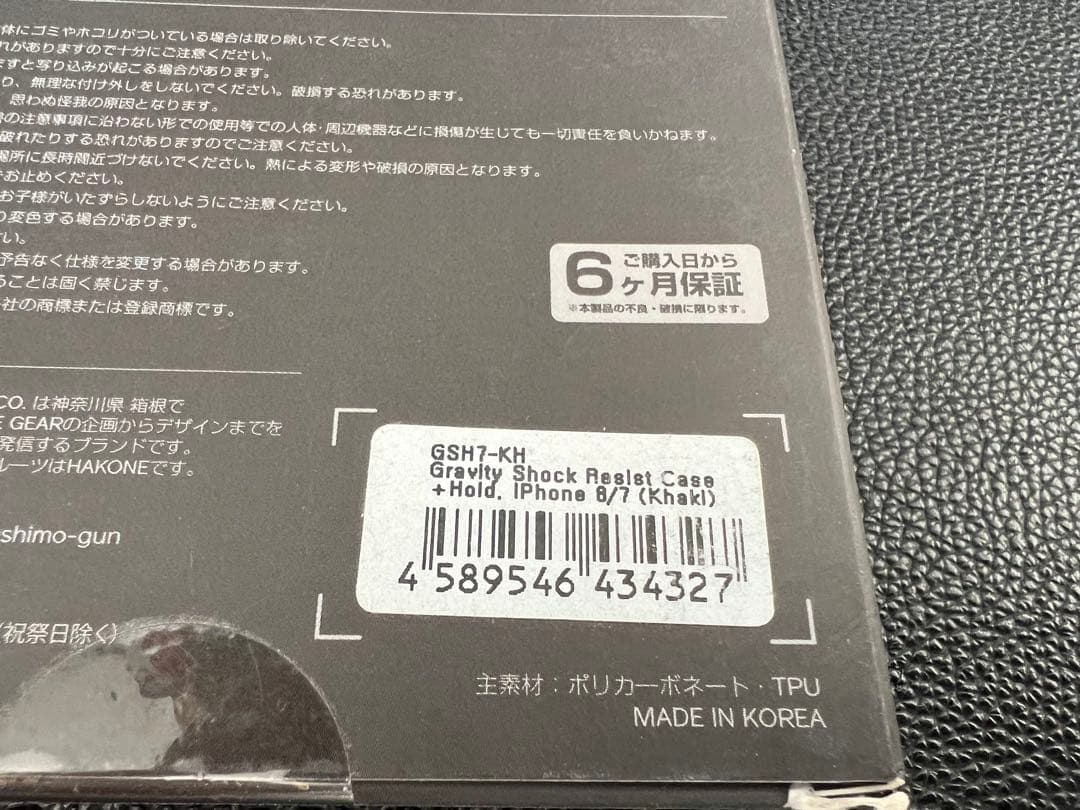 体にゴミやホコリがついている場合は取り除いてください。
れがありますので十分にご注意ください。
ますと写り込みが起こる場合があります。
り、無理な付け外しをしないでください。破損する恐れがあります。
思わぬ怪我の原因となります。
の注意事項に沿わない形での使用等での人体・周辺機器などに損傷が生じても一切責任を負いかねます。
破れたりする恐れがありますのでご注意ください。
場所に長時間近づけないでください。熱による変形や破損の原因となります。
お止めください。
お子様がいたずらしないようにご注意ください。
り変色する場合があります。
い。
予告なく仕様を変更する場合があります。
ることは固く禁じます。
社の商標または登録商標です。
6ヶ月保証
ご購入日から
※本製品の不良・破損に限ります。
CO. は神奈川県 箱根で
E GEARの企画からデザインまでを
発信するブランドです。
ルーツはHAKONEです。
shimo-gun
(祝祭日除く)
GSH7-KH
Gravity Shock Resist Case
+Hold. iPhone 6/7 (Khaki)
4 589546 434327
主素材：ポリカーボネート・TPU
MADE IN KOREA